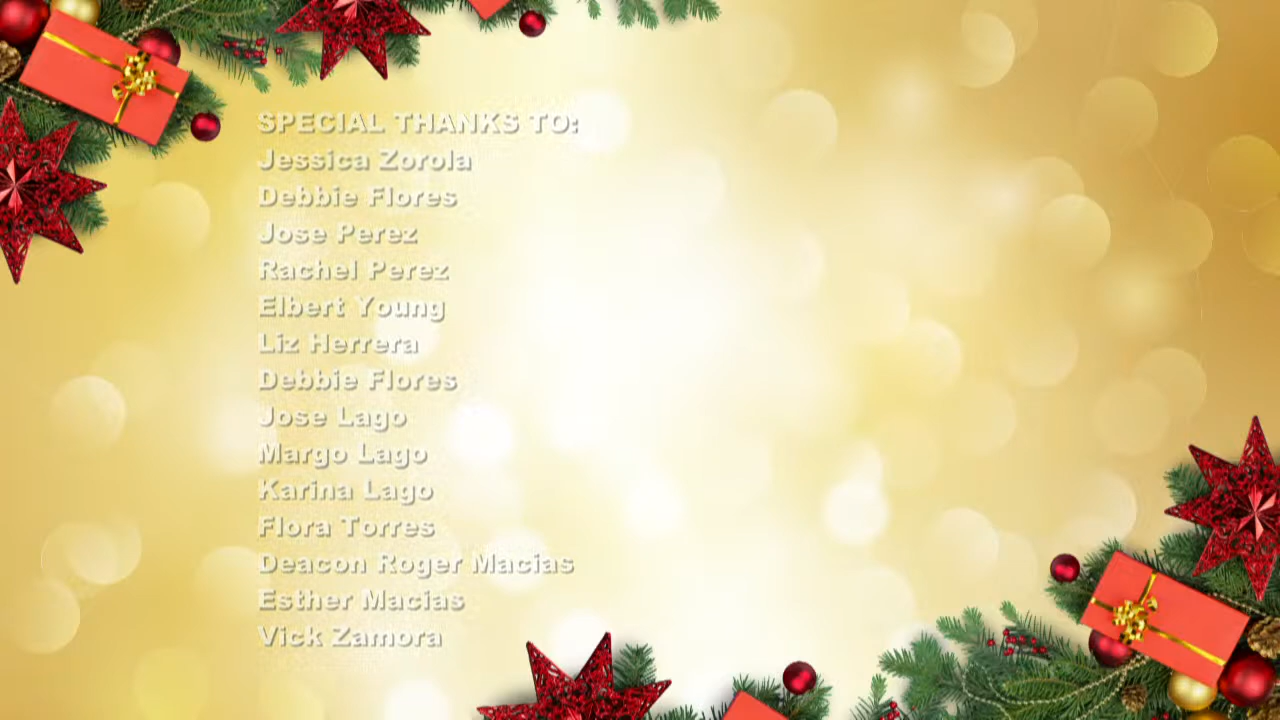 SPECIAL THANKS TO:
Jessica Zorola
Debbie Flores
Jose Perez
Rachel Perez
Elbert Young
Liz Herrera
Debbie Flores
Jose Lago
Margo Lago
Karina Lago
Flora Torres
Deacon Roger Macias
Esther Macias
Vick Zamora